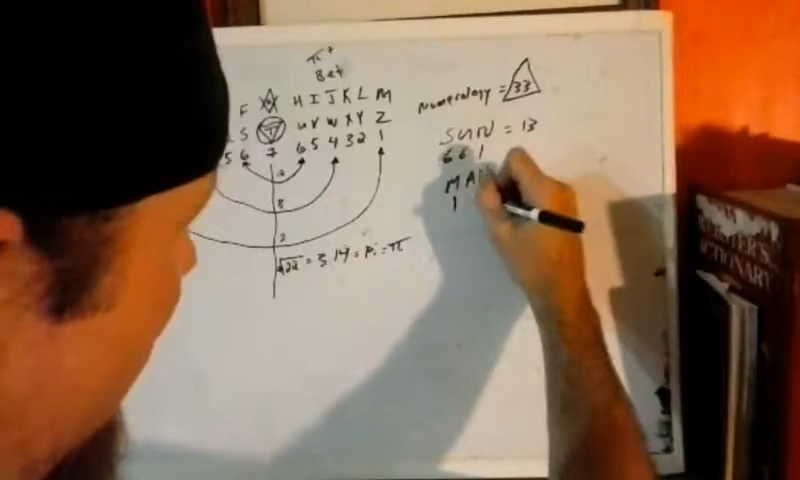 Bet
F H I J K L M
S T U V W X Y Z
5 6 7 6 5 4 3 2 1
7√22 = 3.14 = Pi = π
Numerology = 33
SUN = 13
6 6 1
MA
1
DICTIONARY